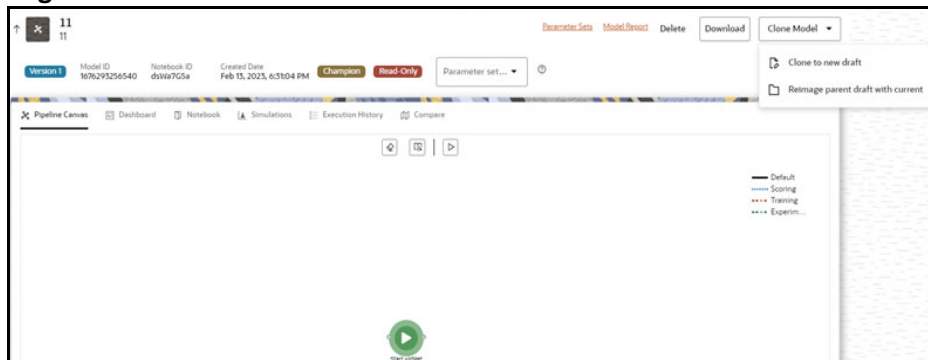 11
11
Parameter Sets Model Report Delete Download Clone Model
Clone to new draft
Reimage parent draft with current
Version 1 Model ID Notebook ID Created Date Champion Read-Only Parameter set...
1676293256540 dsWa7G5a Feb 13, 2023, 6:31:04 PM
Pipeline Canvas Dashboard Notebook Simulations Execution History Compare
Default
Scoring
Training
Experim...